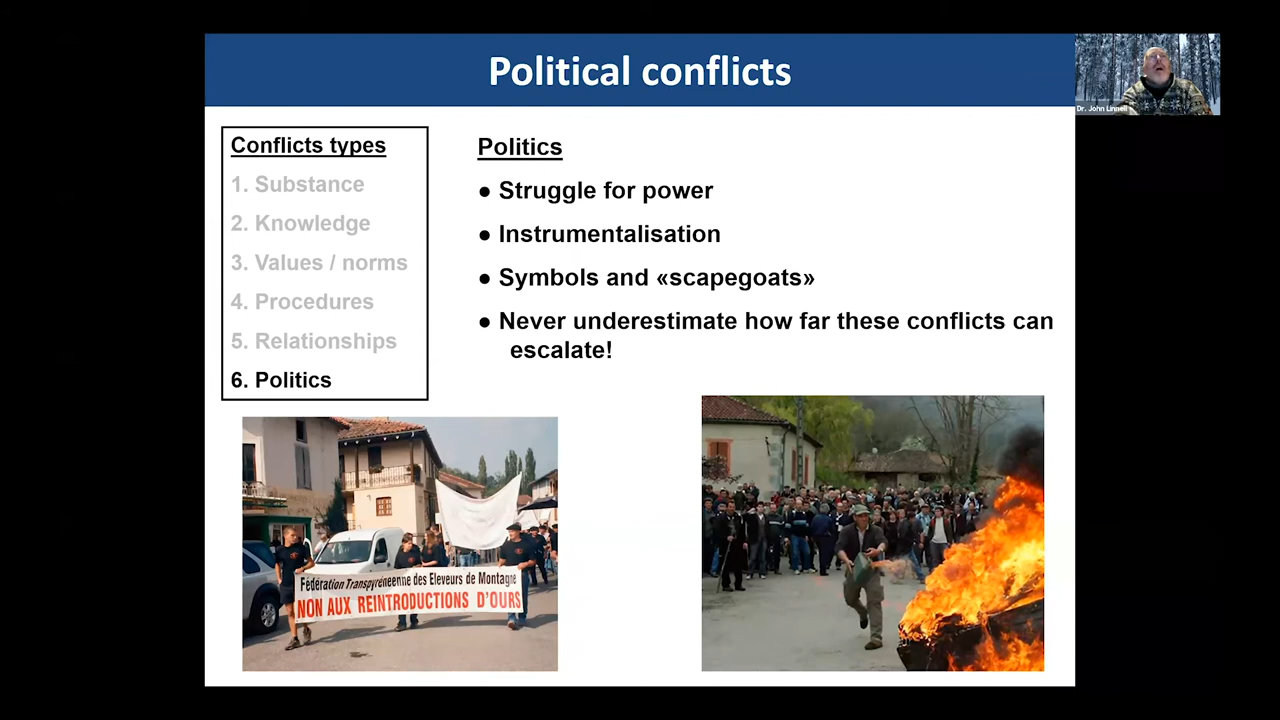 Political conflicts
Dr. John Linnell
Conflicts types
1. Substance
2. Knowledge
3. Values / norms
4. Procedures
5. Relationships
6. Politics
Politics
● Struggle for power
● Instrumentalisation
● Symbols and «scapegoats»
● Never underestimate how far these conflicts can
escalate!
Fédération Transpyrénéenne des Eleveurs de Montagne
NON AUX REINTRODUCTIONS D'OURS